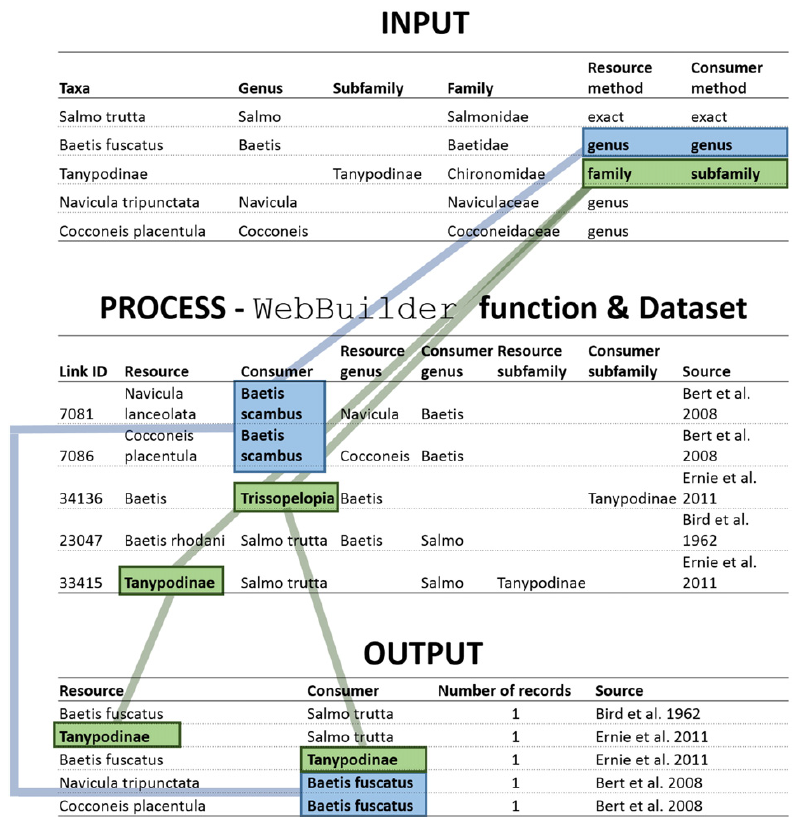 INPUT
Resource Consumer
Taxa Genus Subfamily Family method method
Salmo trutta Salmo Salmonidae exact exact
Baetis fuscatus Baetis Baetidae genus genus
Tanypodinae Tanypodinae Chironomidae family subfamily
Navicula tripunctata Navicula Naviculaceae genus
Cocconeis placentula Cocconeis Cocconeidaceae genus
PROCESS - WebBuilder function & Dataset
Resource Consumer Resource Consumer
Link ID Resource Consumer genus genus subfamily subfamily Source
Navicula Baetis Bert et al.
7081 lanceolata scambus Navicula Baetis 2008
Cocconeis Baetis Bert et al.
7086 placentula scambus Cocconeis Baetis 2008
Ernie et al.
34136 Baetis Trissopelopia Baetis Tanypodinae 2011
Bird et al.
23047 Baetis rhodani Salmo trutta Baetis Salmo 1962
Ernie et al.
33415 Tanypodinae Salmo trutta Salmo Tanypodinae 2011
OUTPUT
Resource Consumer Number of records Source
Baetis fuscatus Salmo trutta 1 Bird et al. 1962
Tanypodinae Salmo trutta 1 Ernie et al. 2011
Baetis fuscatus Tanypodinae 1 Ernie et al. 2011
Navicula tripunctata Baetis fuscatus 1 Bert et al. 2008
Cocconeis placentula Baetis fuscatus 1 Bert et al. 2008